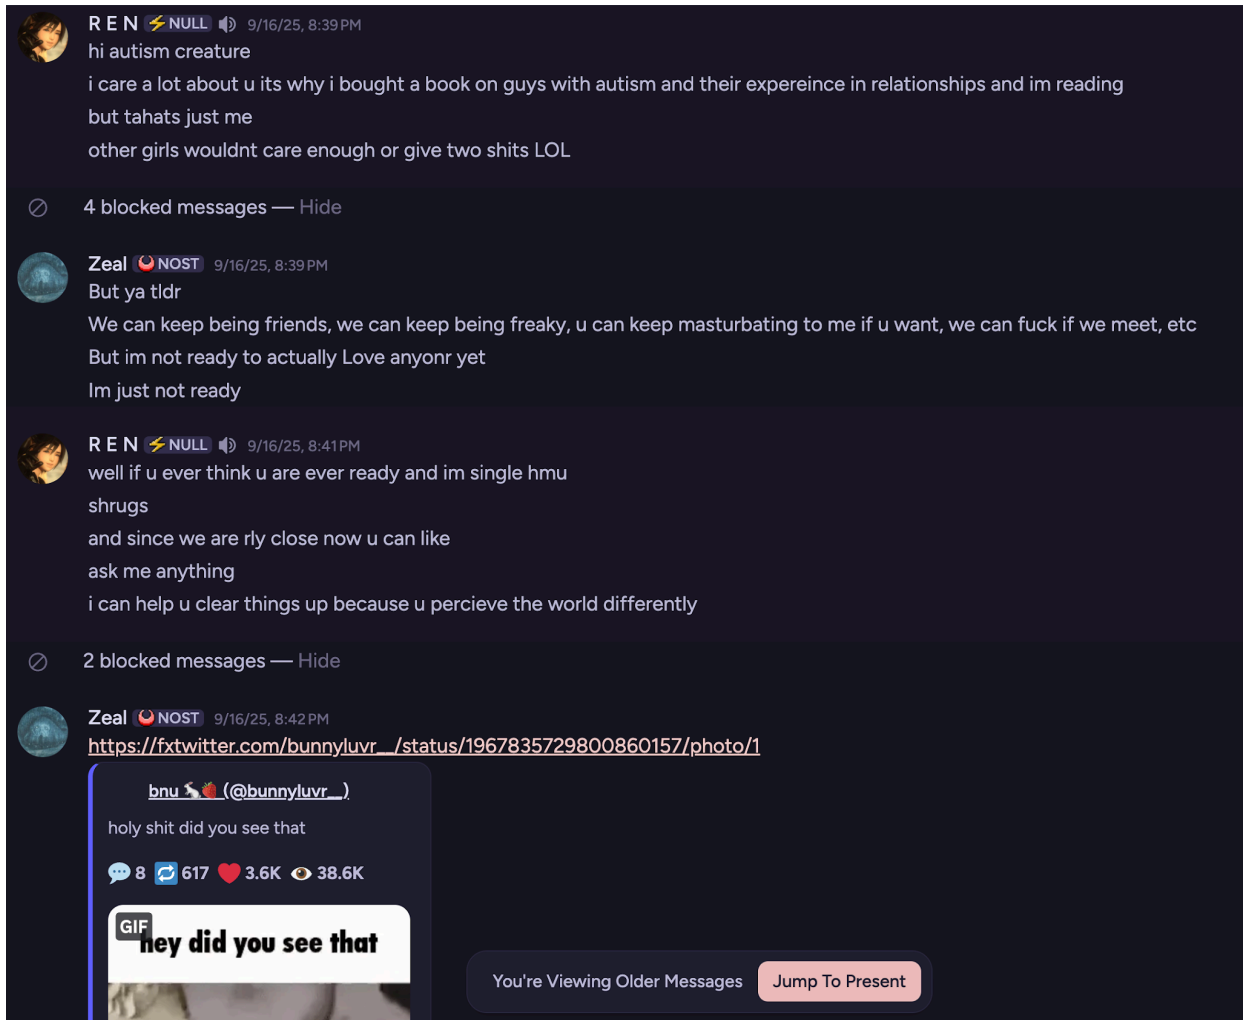 R E N ⚡ NULL 9/16/25, 8:39 PM
hi autism creature
i care a lot about u its why i bought a book on guys with autism and their expereince in relationships and im reading
but tahats just me
other girls wouldnt care enough or give two shits LOL
4 blocked messages — Hide
Zeal NOST 9/16/25, 8:39 PM
But ya tldr
We can keep being friends, we can keep being freaky, u can keep masturbating to me if u want, we can fuck if we meet, etc
But im not ready to actually Love anyonr yet
Im just not ready
R E N ⚡ NULL 9/16/25, 8:41 PM
well if u ever think u are ever ready and im single hmu
shrugs
and since we are rly close now u can like
ask me anything
i can help u clear things up because u percieve the world differently
2 blocked messages — Hide
Zeal NOST 9/16/25, 8:42 PM
https://fxtwitter.com/bunnyluvr__/status/1967835729800860157/photo/1
bnu 🐇🍓 (@bunnyluvr__)
holy shit did you see that
💬 8 🔁 617 ❤️ 3.6K 👁️ 38.6K
GIF
hey did you see that
You're Viewing Older Messages Jump To Present